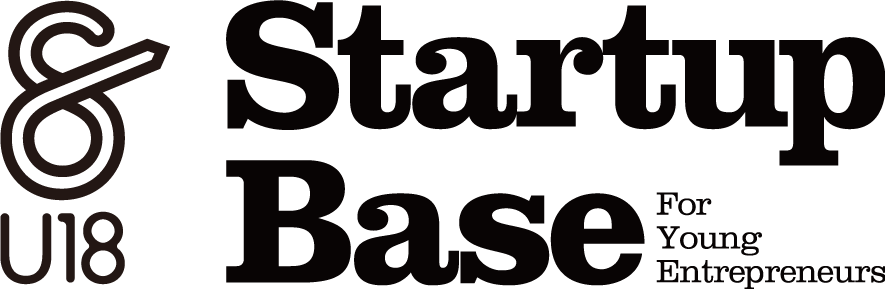 &
U18
Startup
Base
For
Young
Entrepreneurs